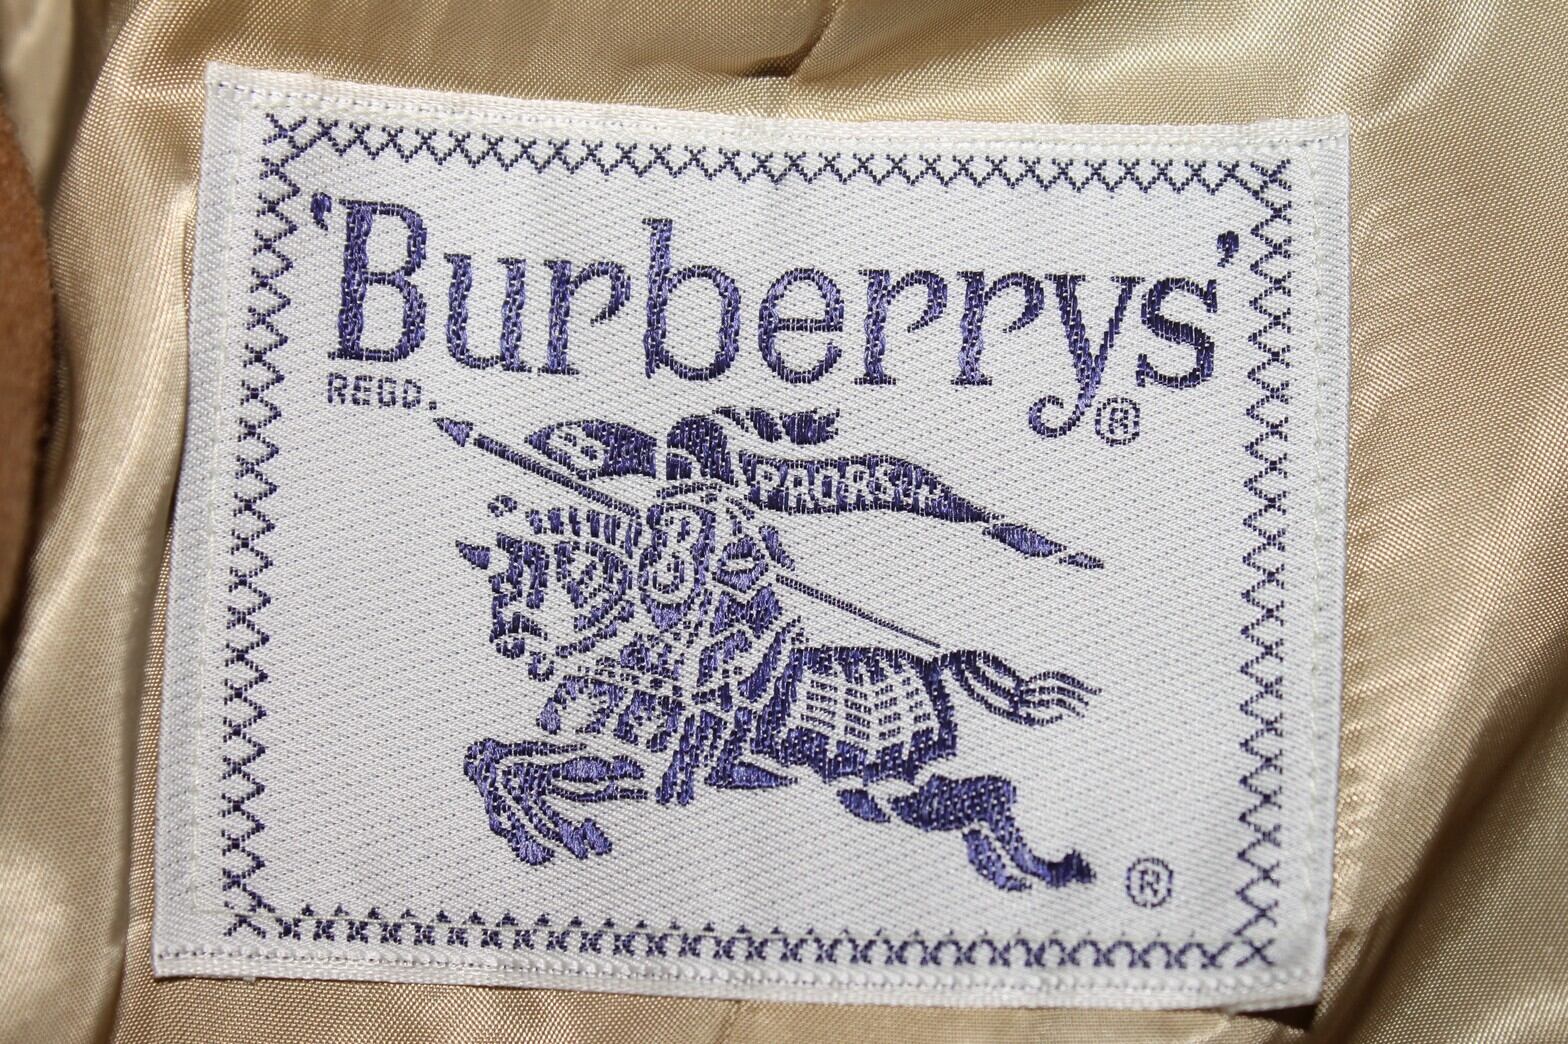 'Burberrys'
REGD.
®
B
PRORSUM
®